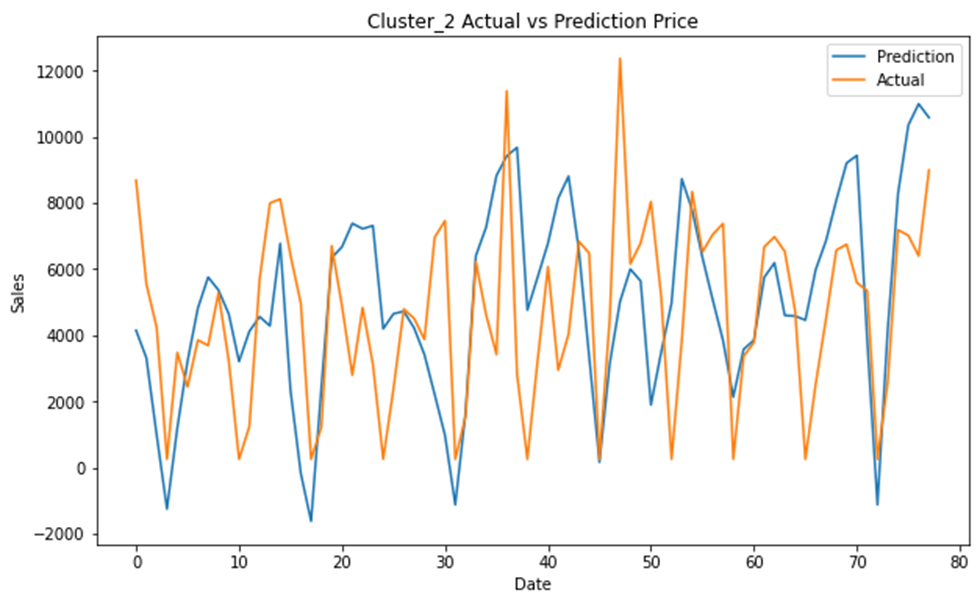 Cluster_2 Actual vs Prediction Price
Prediction
Actual
Sales
12000
10000
8000
6000
4000
2000
0
−2000
0 10 20 30 40 50 60 70 80
Date